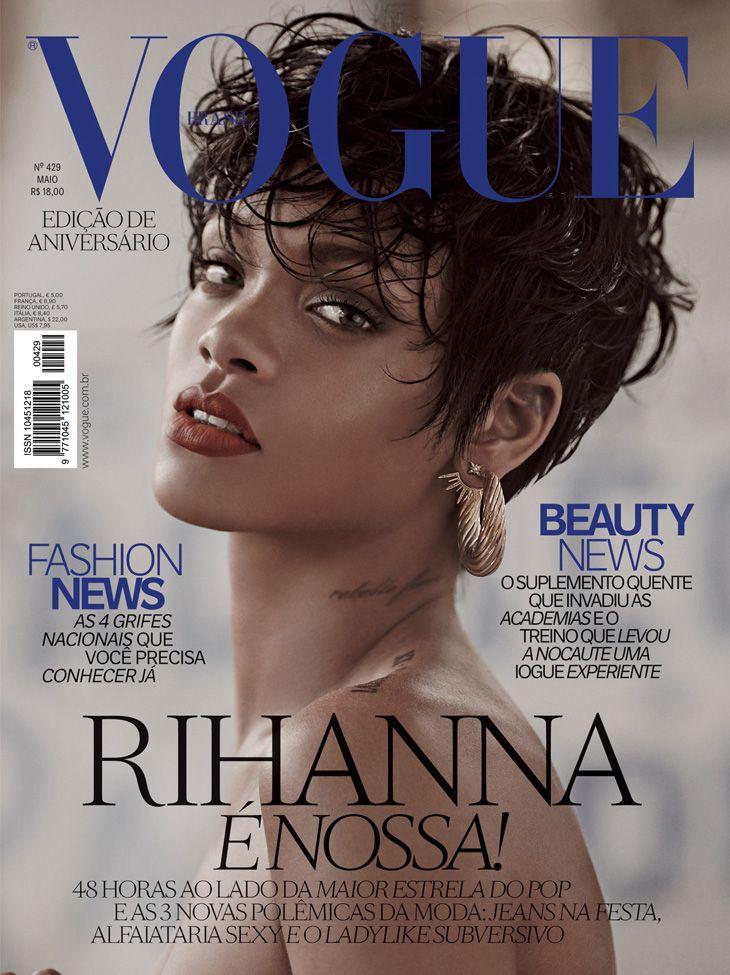 VOGUE
BRASIL
®
Nº 429
MAIO
R$ 18,00
EDIÇÃO DE
ANIVERSÁRIO
PORTUGAL, € 5,00
FRANÇA, € 8,90
REINO UNIDO, £ 5,70
ITÁLIA, € 8,40
ARGENTINA, $ 22,00
USA, US$ 7,95
00429
ISSN 10451218
9 771045 121005
www.vogue.com.br
FASHION
NEWS
AS 4 GRIFES
NACIONAIS QUE
VOCÊ PRECISA
CONHECER JÁ
BEAUTY
NEWS
O SUPLEMENTO QUENTE
QUE INVADIU AS
ACADEMIAS E O
TREINO QUE LEVOU
A NOCAUTE UMA
IOGUE EXPERIENTE
RIHANNA
É NOSSA!
48 HORAS AO LADO DA MAIOR ESTRELA DO POP
E AS 3 NOVAS POLÊMICAS DA MODA: JEANS NA FESTA,
ALFAIATARIA SEXY E O LADYLIKE SUBVERSIVO